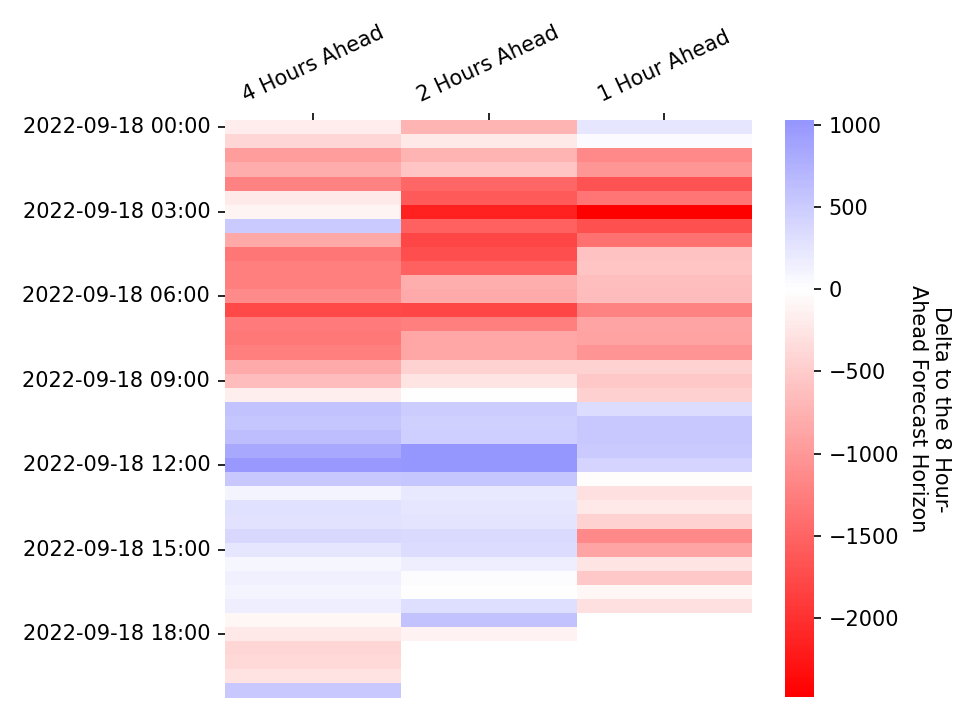 4 Hours Ahead
2 Hours Ahead
1 Hour Ahead
2022-09-18 00:00
2022-09-18 03:00
2022-09-18 06:00
2022-09-18 09:00
2022-09-18 12:00
2022-09-18 15:00
2022-09-18 18:00
1000
500
0
−500
−1000
−1500
−2000
Delta to the 8 Hour-
Ahead Forecast Horizon